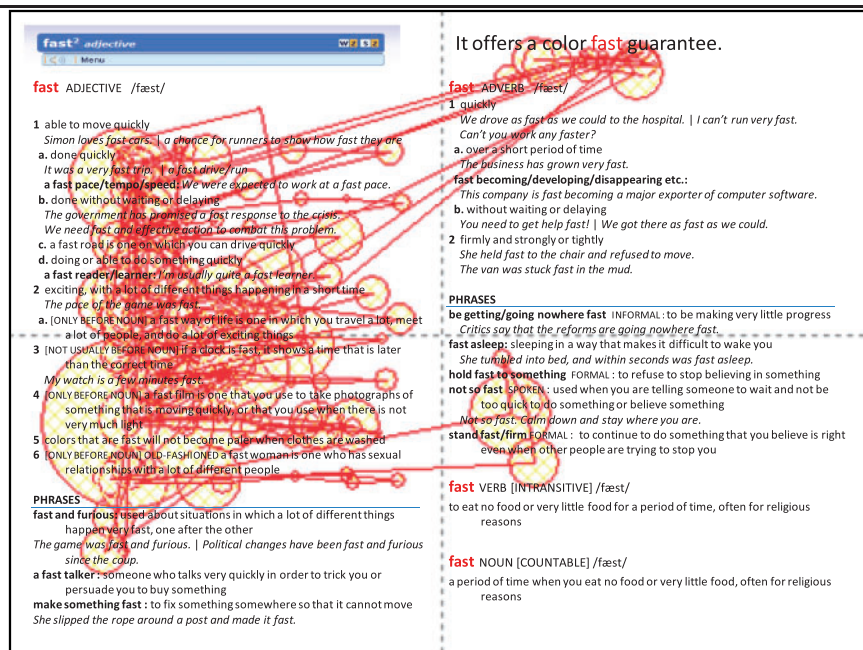 fast² adjective W2 S2
Menu
It offers a color fast guarantee.
fast ADJECTIVE /fæst/
1 able to move quickly
Simon loves fast cars. | a chance for runners to show how fast they are
a. done quickly
It was a very fast trip. | a fast drive/run
a fast pace/tempo/speed: We were expected to work at a fast pace.
b. done without waiting or delaying
The government has promised a fast response to the crisis.
We need fast and effective action to combat this problem.
c. a fast road is one on which you can drive quickly
d. doing or able to do something quickly
a fast reader/learner: I'm usually quite a fast learner.
2 exciting, with a lot of different things happening in a short time
The pace of the game was fast.
a. [ONLY BEFORE NOUN] a fast way of life is one in which you travel a lot, meet
a lot of people, and do a lot of exciting things
3 [NOT USUALLY BEFORE NOUN] if a clock is fast, it shows a time that is later
than the correct time
My watch is a few minutes fast.
4 [ONLY BEFORE NOUN] a fast film is one that you use to take photographs of
something that is moving quickly, or that you use when there is not
very much light
5 colors that are fast will not become paler when clothes are washed
6 [ONLY BEFORE NOUN] OLD-FASHIONED a fast woman is one who has sexual
relationships with a lot of different people
PHRASES
fast and furious: used about situations in which a lot of different things
happen very fast, one after the other
The game was fast and furious. | Political changes have been fast and furious
since the coup.
a fast talker : someone who talks very quickly in order to trick you or
persuade you to buy something
make something fast : to fix something somewhere so that it cannot move
She slipped the rope around a post and made it fast.
fast ADVERB /fæst/
1 quickly
We drove as fast as we could to the hospital. | I can't run very fast.
Can't you work any faster?
a. over a short period of time
The business has grown very fast.
fast becoming/developing/disappearing etc.:
This company is fast becoming a major exporter of computer software.
b. without waiting or delaying
You need to get help fast! | We got there as fast as we could.
2 firmly and strongly or tightly
She held fast to the chair and refused to move.
The van was stuck fast in the mud.
PHRASES
be getting/going nowhere fast INFORMAL : to be making very little progress
Critics say that the reforms are going nowhere fast.
fast asleep: sleeping in a way that makes it difficult to wake you
She tumbled into bed, and within seconds was fast asleep.
hold fast to something FORMAL : to refuse to stop believing in something
not so fast SPOKEN : used when you are telling someone to wait and not be
too quick to do something or believe something
Not so fast. Calm down and stay where you are.
stand fast/firm FORMAL : to continue to do something that you believe is right
even when other people are trying to stop you
fast VERB [INTRANSITIVE] /fæst/
to eat no food or very little food for a period of time, often for religious
reasons
fast NOUN [COUNTABLE] /fæst/
a period of time when you eat no food or very little food, often for religious
reasons